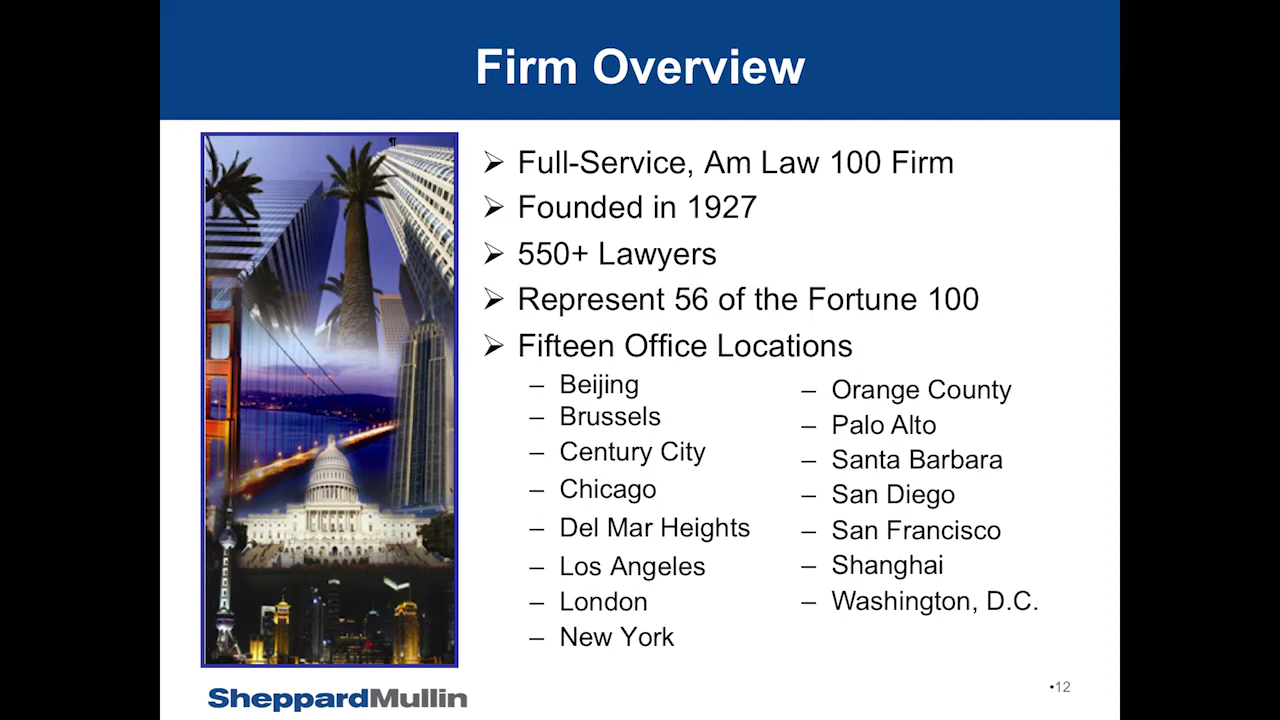 Firm Overview
➢ Full-Service, Am Law 100 Firm
➢ Founded in 1927
➢ 550+ Lawyers
➢ Represent 56 of the Fortune 100
➢ Fifteen Office Locations
– Beijing
– Brussels
– Century City
– Chicago
– Del Mar Heights
– Los Angeles
– London
– New York
– Orange County
– Palo Alto
– Santa Barbara
– San Diego
– San Francisco
– Shanghai
– Washington, D.C.
SheppardMullin
•12